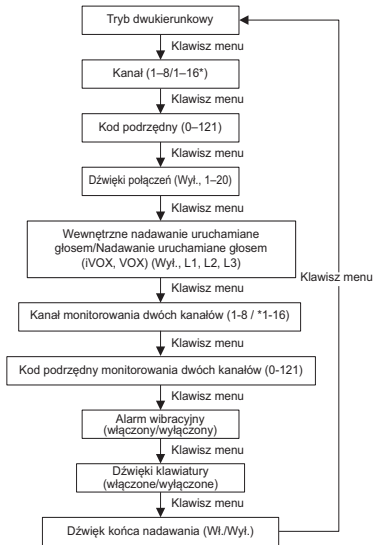 Tryb dwukierunkowy
Klawisz menu
Kanał (1–8/1–16*)
Klawisz menu
Kod podrzędny (0–121)
Klawisz menu
Dźwięki połączeń (Wył., 1–20)
Klawisz menu
Wewnętrzne nadawanie uruchamiane
głosem/Nadawanie uruchamiane głosem
(iVOX, VOX) (Wył., L1, L2, L3)
Klawisz menu
Klawisz menu
Kanał monitorowania dwóch kanałów (1-8 / *1-16)
Klawisz menu
Kod podrzędny monitorowania dwóch kanałów (0-121)
Klawisz menu
Alarm wibracyjny
(włączony/wyłączony)
Klawisz menu
Dźwięki klawiatury
(włączone/wyłączone)
Klawisz menu
Dźwięk końca nadawania (Wł./Wył.)